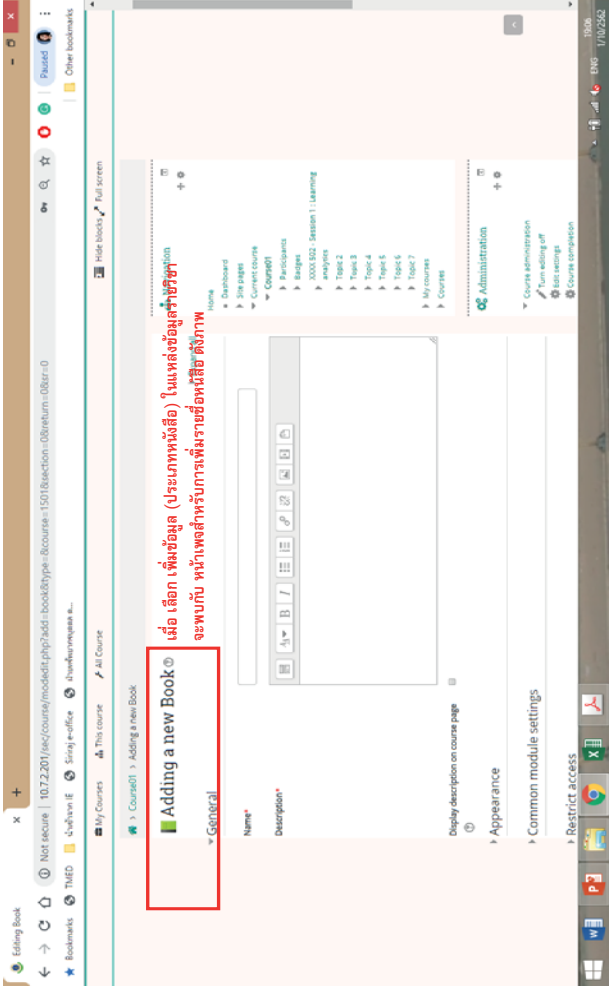 Editing Book
Not secure | 10.7.2.201/sec/course/modedit.php?add=book&type=&course=1501&section=0&return=0&sr=0
Paused
Bookmarks
TMED
Siriraj e-office
Other bookmarks
My Courses
This course
All Course
Hide blocks
Full screen
Course01 > Adding a new Book
Adding a new Book
เมื่อ เลือก เพิ่มข้อมูล (ประเภทหนังสือ) ในแหล่งข้อมูลรายวิชา
จะพบกับ หน้าเพจสำหรับการเพิ่มรายชื่อหนังสือ ดังภาพ
General
Name*
Description*
Display description on course page
Appearance
Common module settings
Restrict access
Navigation
Home
Dashboard
Site pages
Current course
Course01
Participants
Badges
XXXX 502 - Session 1 : Learning
analytics
Topic 2
Topic 3
Topic 4
Topic 5
Topic 6
Topic 7
My courses
Courses
Administration
Course administration
Turn editing off
Edit settings
Course completion
ENG
19:06
1/10/2562